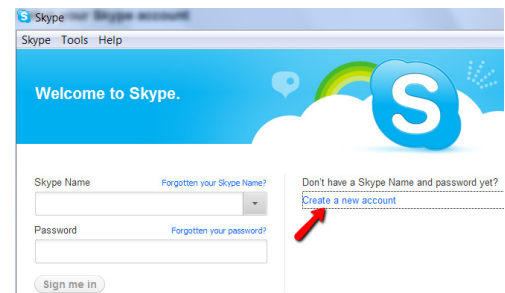 Skype
Skype Tools Help
Welcome to Skype.
S
Skype Name Forgotten your Skype Name?
Password Forgotten your password?
Sign me in
Don't have a Skype Name and password yet?
Create a new account